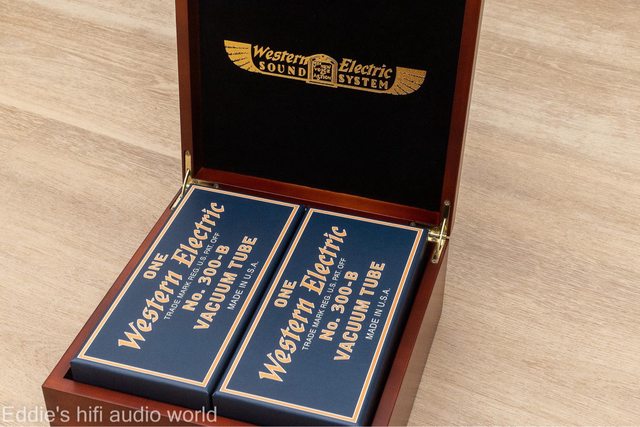 Western Electric
SOUND SYSTEM
ONE
Western Electric
TRADE MARK REG. U.S. PAT. OFF
No. 300-B
VACUUM TUBE
MADE IN U.S.A.
ONE
Western Electric
TRADE MARK REG. U.S. PAT. OFF
No. 300-B
VACUUM TUBE
MADE IN U.S.A.
Eddie's hifi audio world